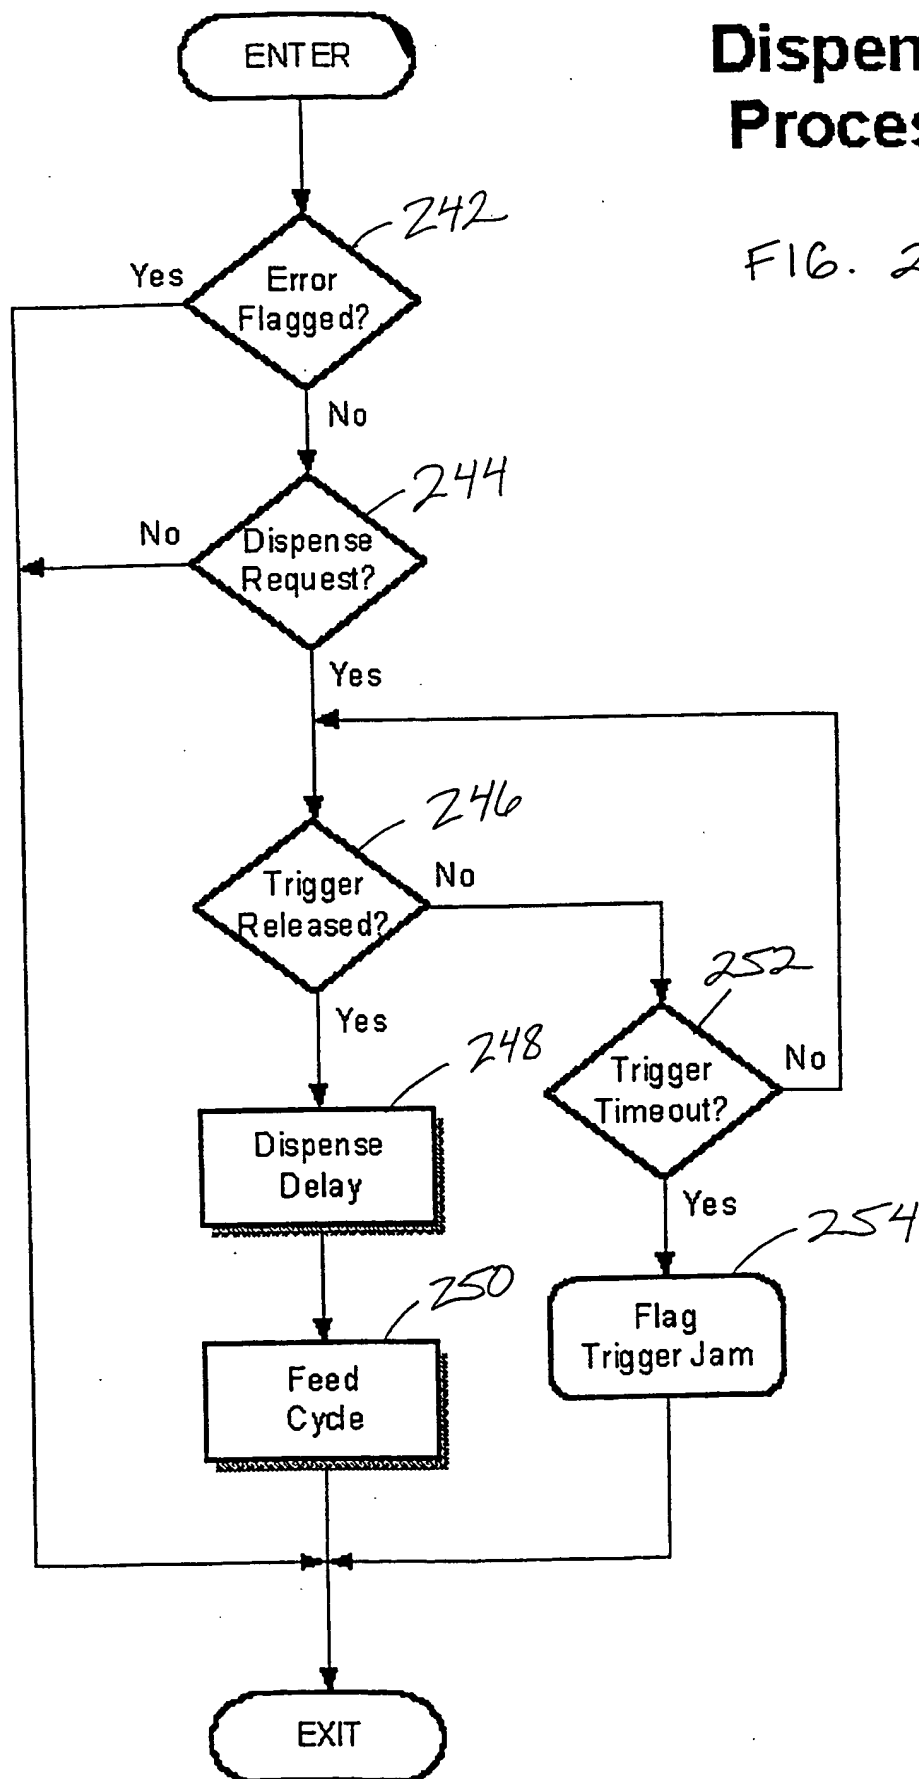 ENTER
Dispen
Proces
242
FIG. 2
Yes
Error
Flagged?
No
244
No
Dispense
Request?
Yes
246
Trigger
Released?
No
252
Yes
Trigger
Timeout?
No
248
Dispense
Delay
Yes
254
250
Feed
Cycle
Flag
Trigger Jam
EXIT